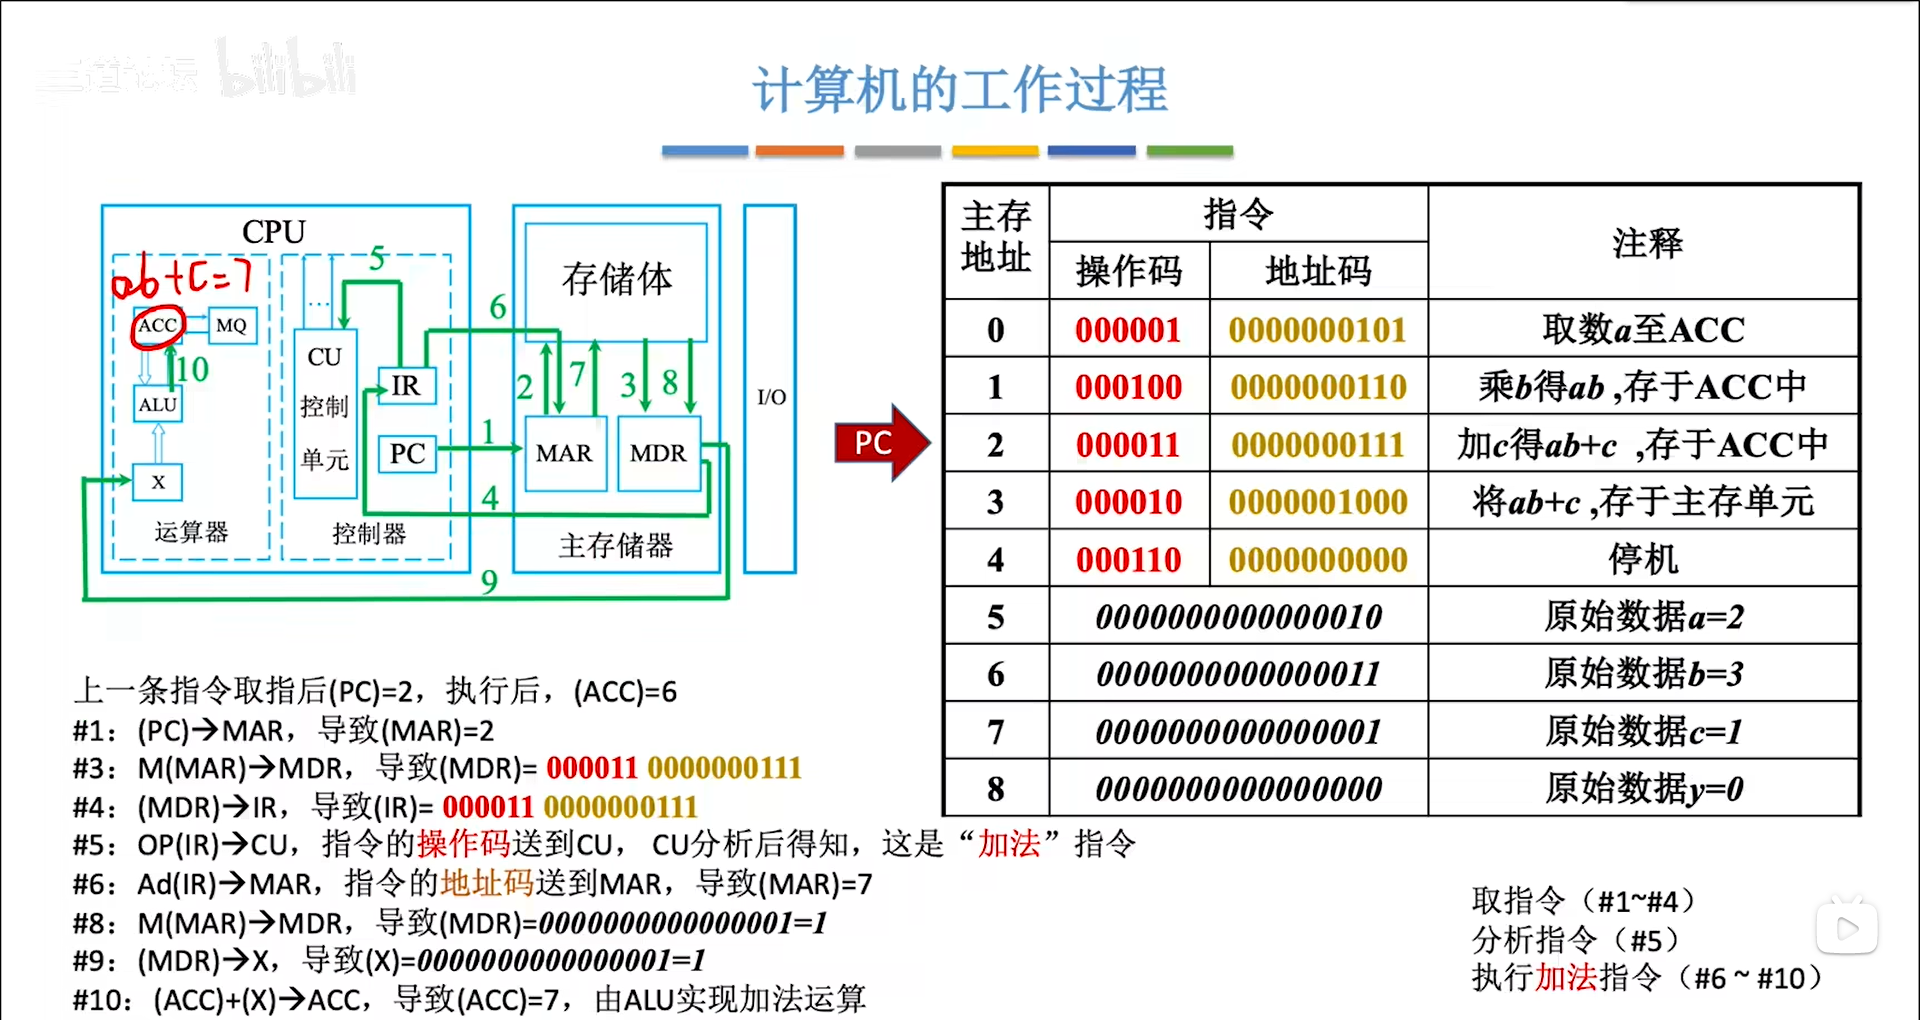 bilibili
计算机的工作过程
CPU
ab+c=7
ACC
MQ
10
ALU
X
运算器
5
...
CU
控制
单元
IR
PC
控制器
6
1
4
9
存储体
2
7
3
8
MAR
MDR
主存储器
I/O
PC
主存地址 指令 注释
操作码 地址码
0 000001 0000000101 取数a至ACC
1 000100 0000000110 乘b得ab ,存于ACC中
2 000011 0000000111 加c得ab+c ,存于ACC中
3 000010 0000001000 将ab+c ,存于主存单元
4 000110 0000000000 停机
5 0000000000000010 原始数据a=2
6 0000000000000011 原始数据b=3
7 0000000000000001 原始数据c=1
8 0000000000000000 原始数据y=0
上一条指令取指后(PC)=2，执行后，(ACC)=6
#1：(PC)→MAR，导致(MAR)=2
#3：M(MAR)→MDR，导致(MDR)= 000011 0000000111
#4：(MDR)→IR，导致(IR)= 000011 0000000111
#5：OP(IR)→CU，指令的操作码送到CU， CU分析后得知，这是“加法”指令
#6：Ad(IR)→MAR，指令的地址码送到MAR，导致(MAR)=7
#8：M(MAR)→MDR，导致(MDR)=0000000000000001=1
#9：(MDR)→X，导致(X)=0000000000000001=1
#10：(ACC)+(X)→ACC，导致(ACC)=7，由ALU实现加法运算
取指令（#1~#4）
分析指令（#5）
执行加法指令（#6 ~ #10）